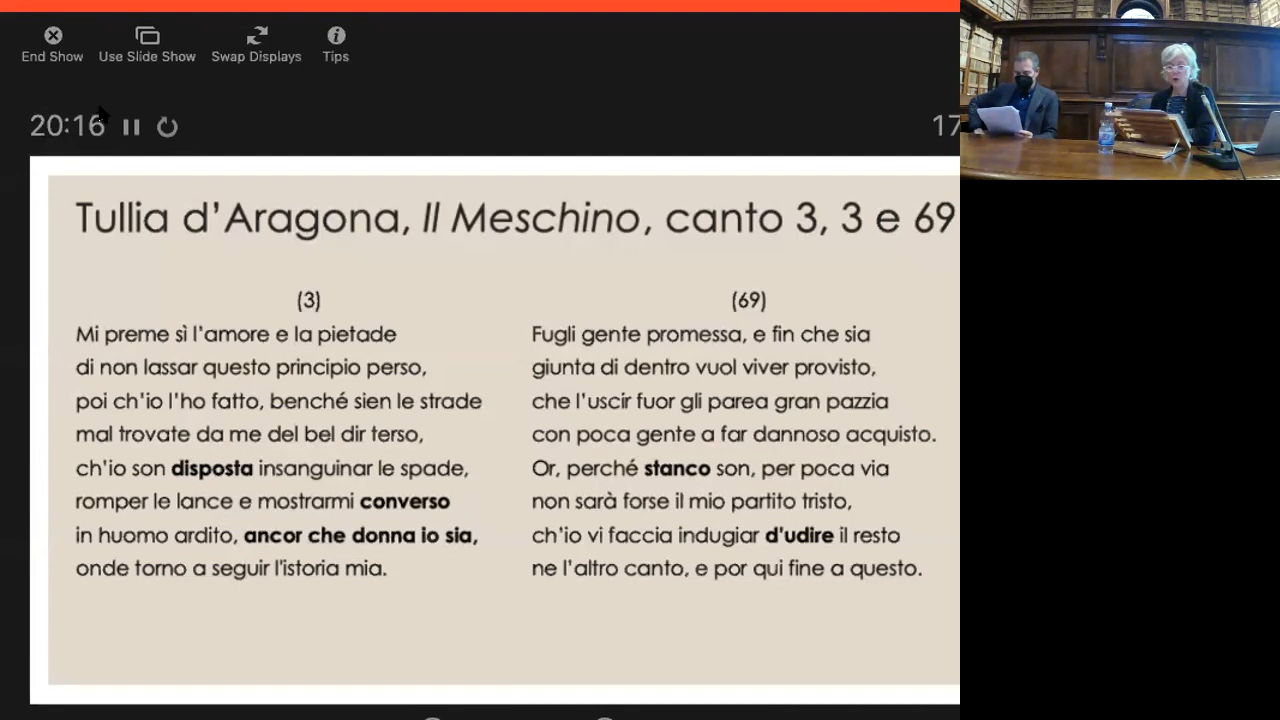 End Show
Use Slide Show
Swap Displays
Tips
20:16
17
Tullia d’Aragona, Il Meschino, canto 3, 3 e 69
(3)
Mi preme sì l’amore e la pietade
di non lassar questo principio perso,
poi ch’io l’ho fatto, benché sien le strade
mal trovate da me del bel dir terso,
ch’io son disposta insanguinar le spade,
romper le lance e mostrarmi converso
in huomo ardito, ancor che donna io sia,
onde torno a seguir l'istoria mia.
(69)
Fugli gente promessa, e fin che sia
giunta di dentro vuol viver provisto,
che l’uscir fuor gli parea gran pazzia
con poca gente a far dannoso acquisto.
Or, perché stanco son, per poca via
non sarà forse il mio partito tristo,
ch’io vi faccia indugiar d'udire il resto
ne l’altro canto, e por qui fine a questo.